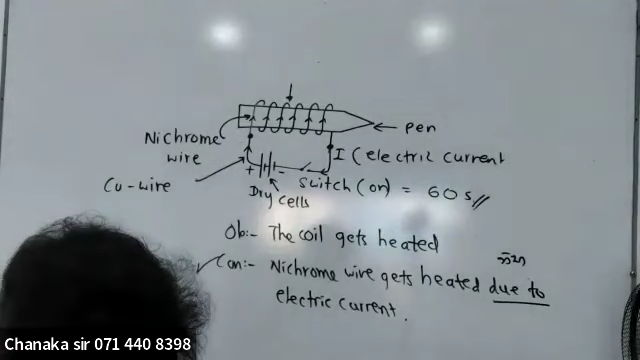 Pen
Nichrome
wire
I (electric current
Cu-wire
+ -
Switch (on) = 60 s
Dry cells
Ob:- The coil gets heated
Con:- Nichrome wire gets heated due to
electric current.
Chanaka sir 071 440 8398